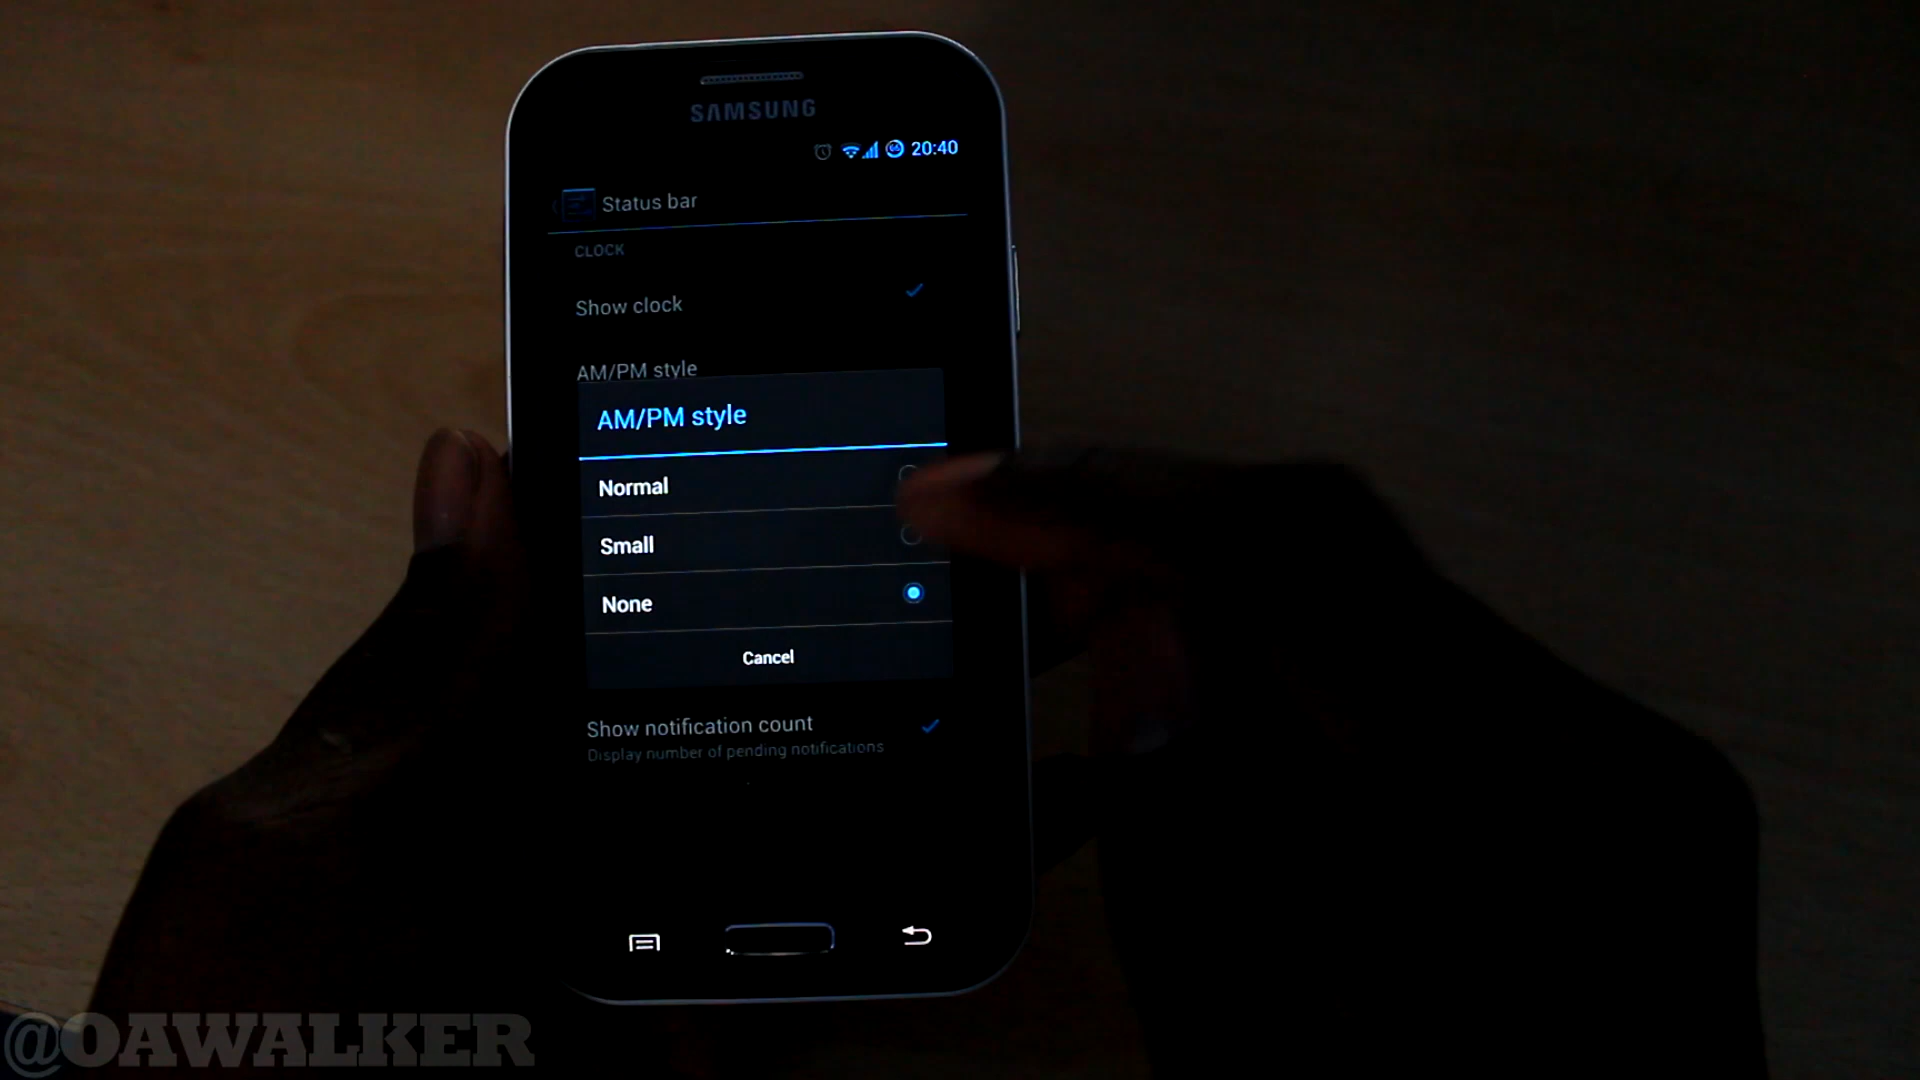 SAMSUNG
20:40
Status bar
CLOCK
Show clock
AM/PM style
AM/PM style
Normal
Small
None
Cancel
Show notification count
Display number of pending notifications
@OAWALKER